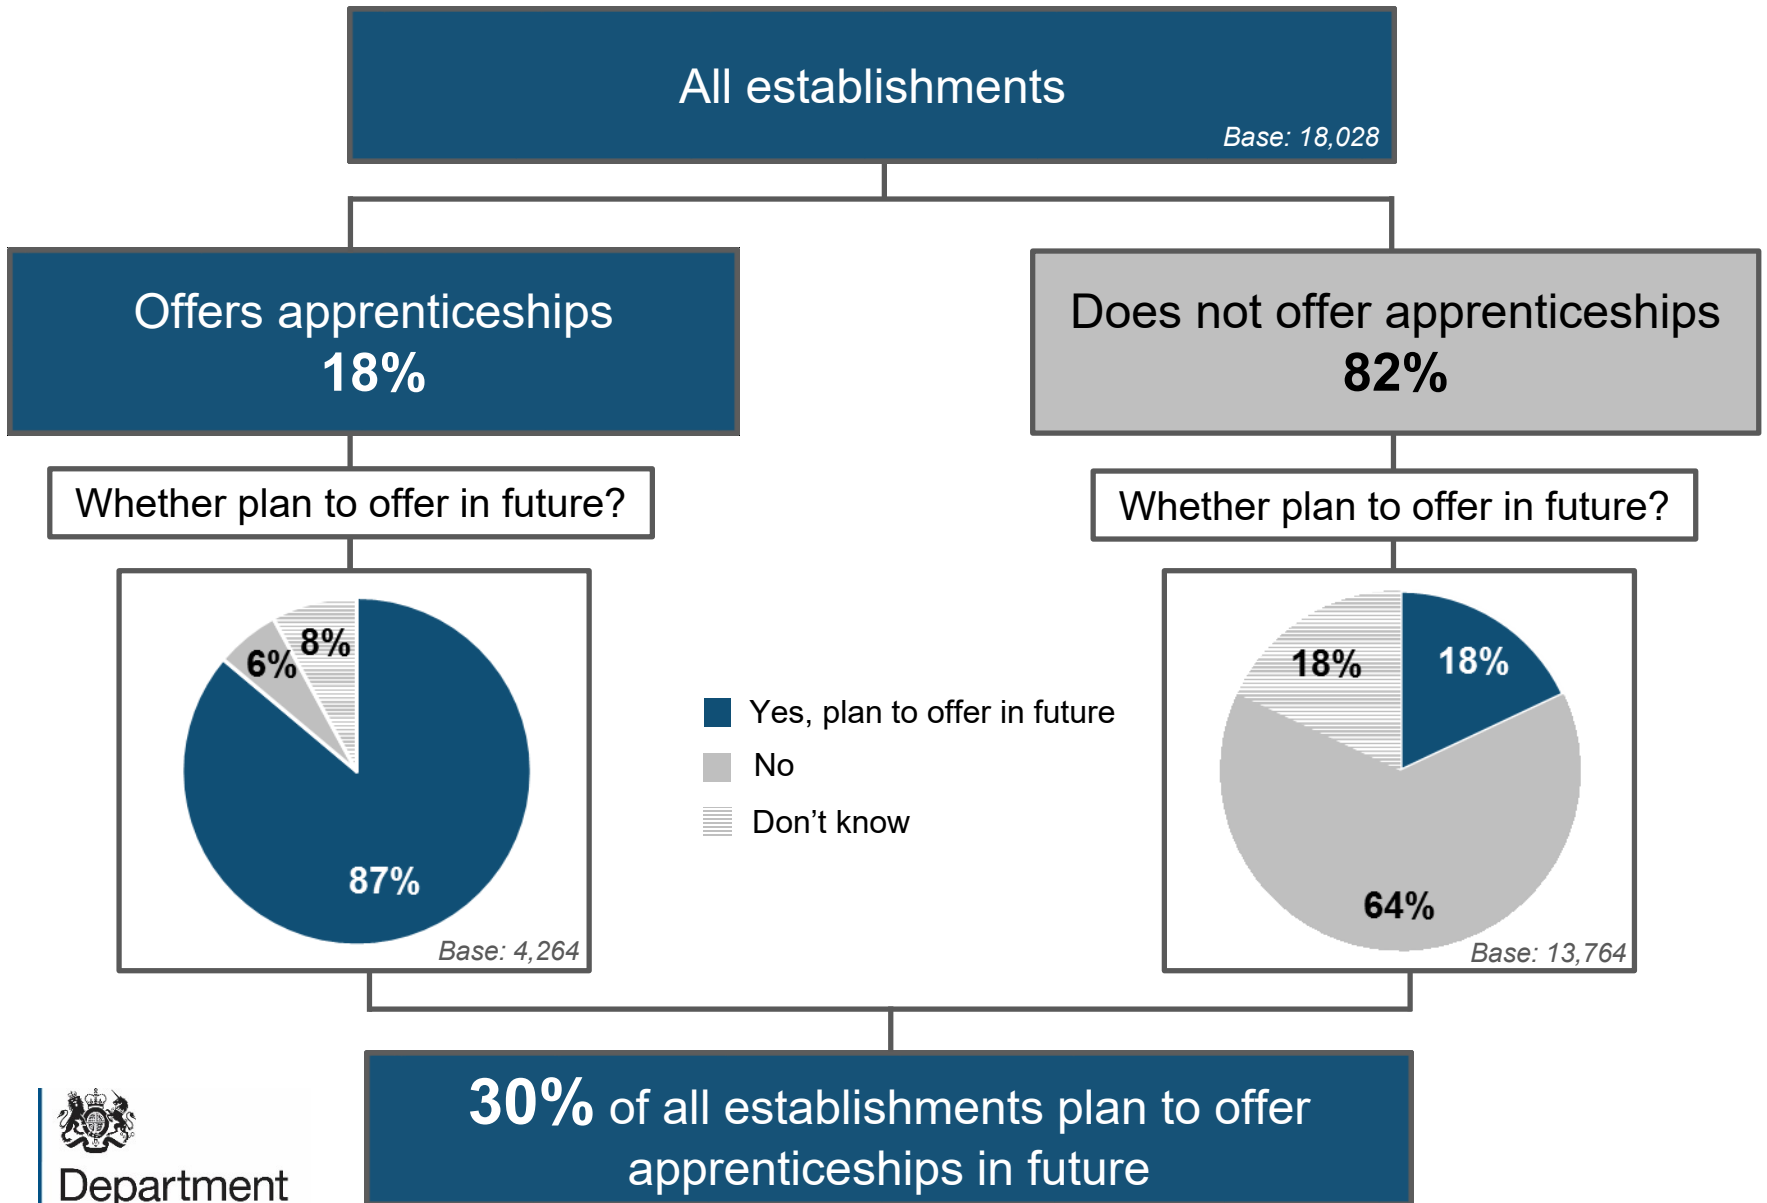 All establishments
Base: 18,028
Offers apprenticeships
18%
Does not offer apprenticeships
82%
Whether plan to offer in future?
Whether plan to offer in future?
8%
6%
87%
Base: 4,264
Yes, plan to offer in future
No
Don’t know
18%
18%
64%
Base: 13,764
30% of all establishments plan to offer
apprenticeships in future
Department